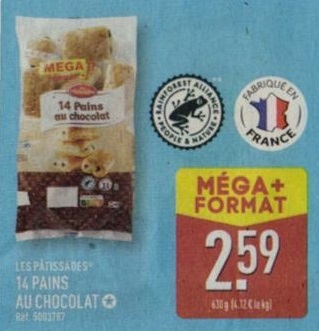 MEGA
14 Pains
au chocolat
RAINFOREST ALLIANCE
PEOPLE & NATURE
FABRIQUÉ EN
FRANCE
MÉGA+
FORMAT
2.59
630 g (4.12 € le kg)
LES PÂTISSADES®
14 PAINS
AU CHOCOLAT
Réf. 5003787